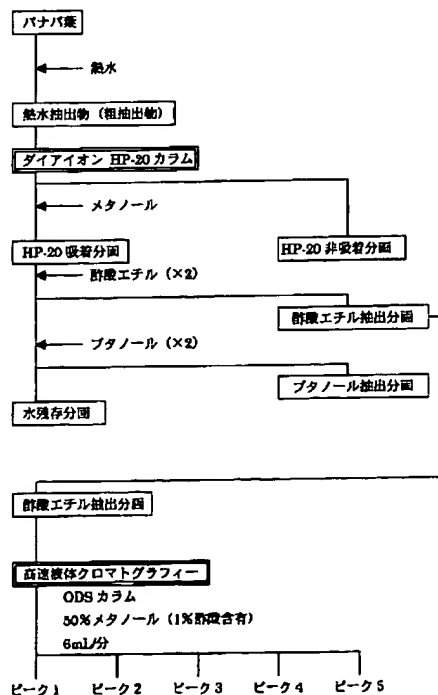 バナバ葉
熱水
熱水抽出物（粗抽出物）
ダイアイオン HP-20 カラム
メタノール
HP-20 吸着分画
HP-20 非吸着分画
酢酸エチル（×2）
酢酸エチル抽出分画
ブタノール（×2）
ブタノール抽出分画
水残存分画
酢酸エチル抽出分画
高速液体クロマトグラフィー
ODS カラム
50%メタノール（1%酢酸含有）
6ml/分
ピーク1 ピーク2 ピーク3 ピーク4 ピーク5